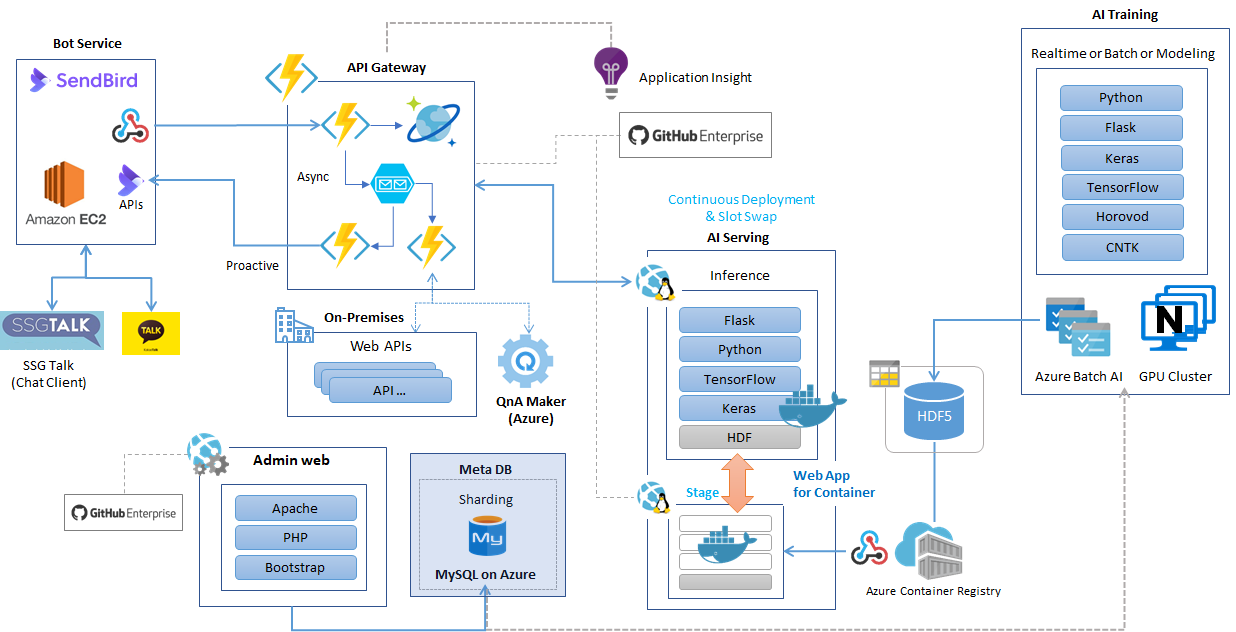 Bot Service
SendBird
Amazon EC2
APIs
SSGTALK
SSG Talk
(Chat Client)
TALK
API Gateway
Async
Proactive
Application Insight
GitHub Enterprise
On-Premises
Web APIs
API ...
QnA Maker
(Azure)
Admin web
Apache
PHP
Bootstrap
GitHub Enterprise
Meta DB
Sharding
My
MySQL on Azure
Continuous Deployment
& Slot Swap
AI Serving
Inference
Flask
Python
TensorFlow
Keras
HDF
Stage
Web App
for Container
AI Training
Realtime or Batch or Modeling
Python
Flask
Keras
TensorFlow
Horovod
CNTK
N
Azure Batch AI
GPU Cluster
HDF5
Azure Container Registry